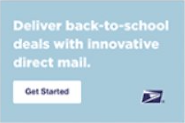 Deliver back-to-school
deals with innovative
direct mail.
Get Started